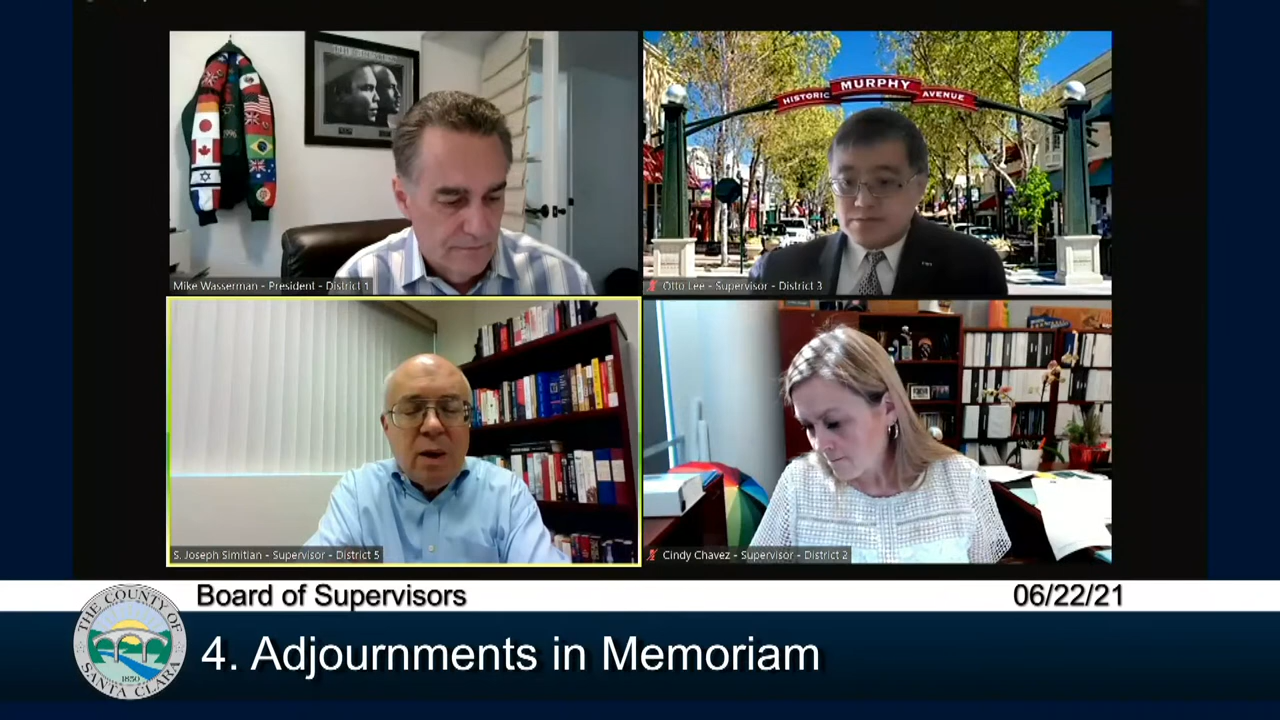 HISTORIC MURPHY AVENUE
1996
Mike Wasserman - President - District 1
Otto Lee - Supervisor - District 3
S. Joseph Simitian - Supervisor - District 5
Cindy Chavez - Supervisor - District 2
Board of Supervisors
06/22/21
THE COUNTY OF SANTA CLARA
1850
4. Adjournments in Memoriam